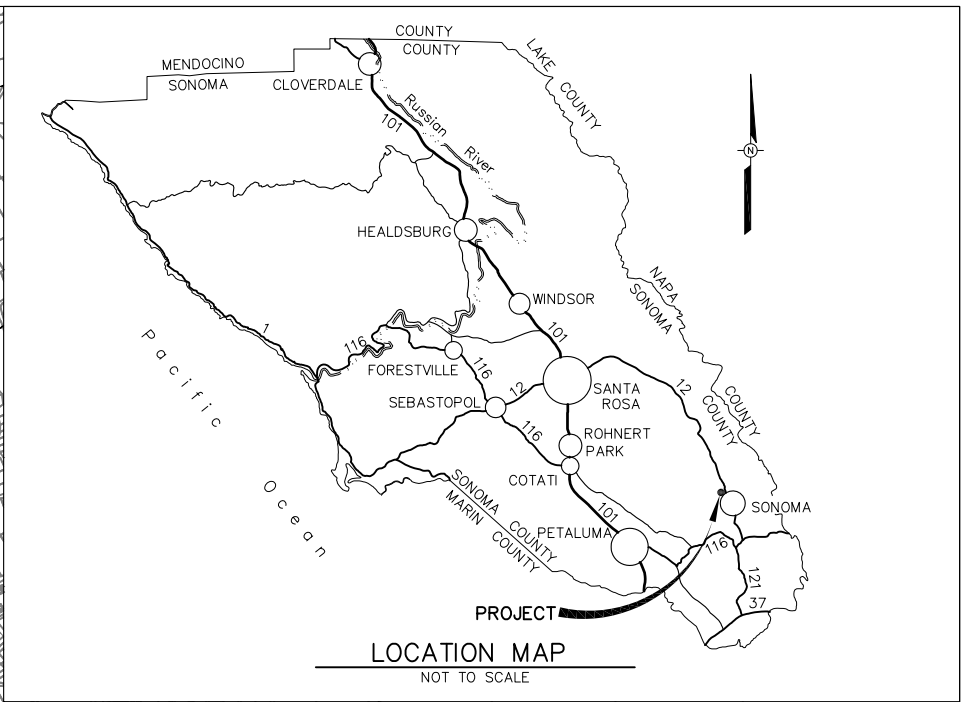 COUNTY
COUNTY
MENDOCINO
SONOMA
CLOVERDALE
LAKE COUNTY
Russian
River
101
N
HEALDSBURG
NAPA COUNTY
SONOMA COUNTY
WINDSOR
1
116
101
FORESTVILLE
116
12
SANTA
ROSA
12
SEBASTOPOL
116
ROHNERT
PARK
COTATI
Pacific
Ocean
SONOMA COUNTY
MARIN COUNTY
101
PETALUMA
SONOMA
116
121
37
PROJECT
LOCATION MAP
NOT TO SCALE